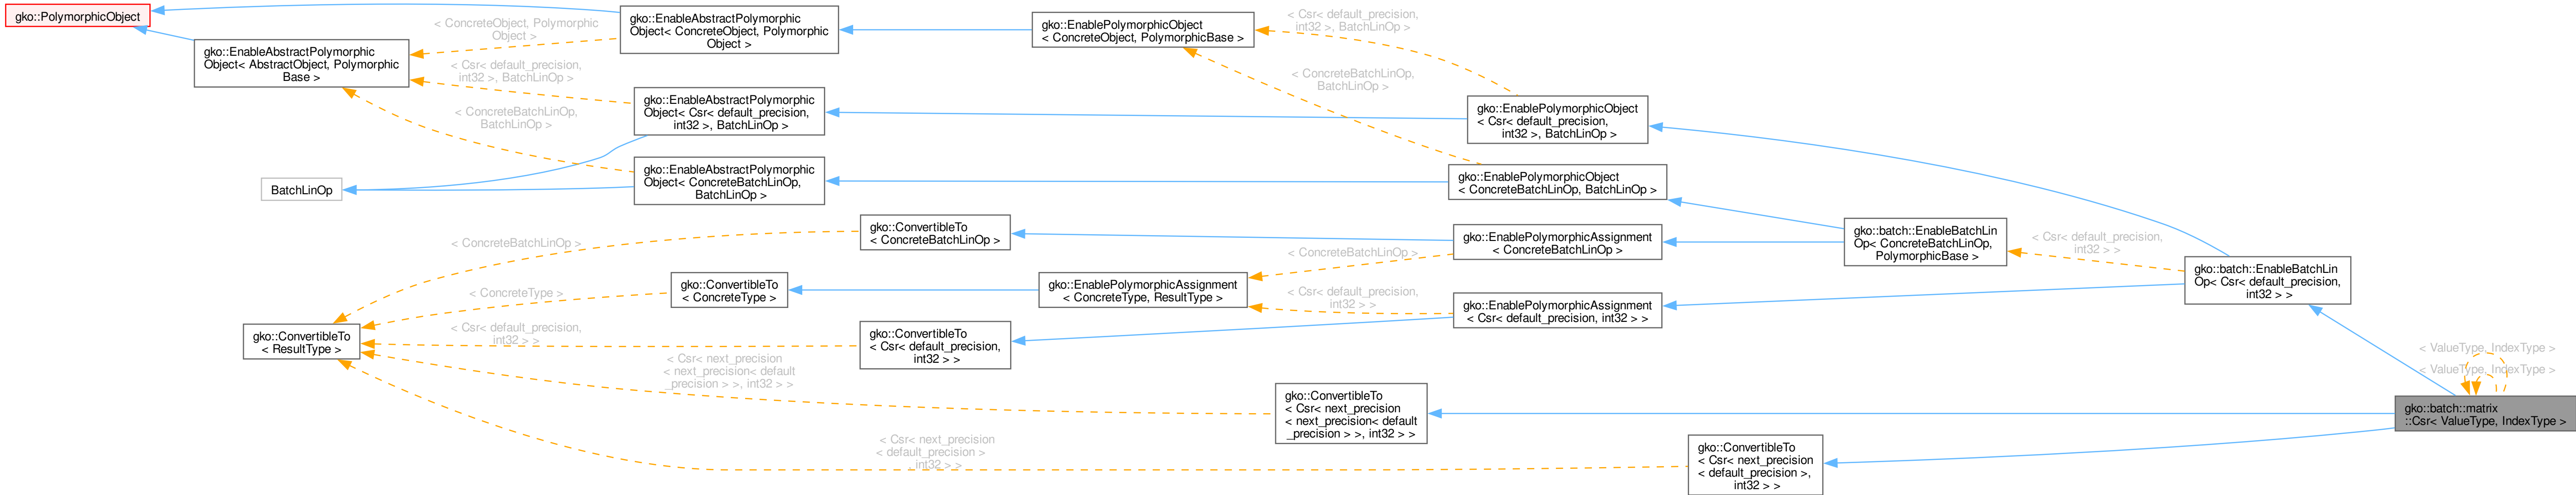 gko::PolymorphicObject
gko::EnableAbstractPolymorphic
Object< AbstractObject, Polymorphic
Base >
< ConcreteObject, Polymorphic
Object >
< Csr< default_precision,
int32 >, BatchLinOp >
< ConcreteBatchLinOp,
BatchLinOp >
BatchLinOp
gko::EnableAbstractPolymorphic
Object< ConcreteObject, Polymorphic
Object >
gko::EnableAbstractPolymorphic
Object< Csr< default_precision,
int32 >, BatchLinOp >
gko::EnableAbstractPolymorphic
Object< ConcreteBatchLinOp,
BatchLinOp >
gko::EnablePolymorphicObject
< ConcreteObject, PolymorphicBase >
< Csr< default_precision,
int32 >, BatchLinOp >
< ConcreteBatchLinOp,
BatchLinOp >
gko::EnablePolymorphicObject
< Csr< default_precision,
int32 >, BatchLinOp >
gko::EnablePolymorphicObject
< ConcreteBatchLinOp, BatchLinOp >
gko::ConvertibleTo
< ConcreteBatchLinOp >
< ConcreteBatchLinOp >
gko::EnablePolymorphicAssignment
< ConcreteBatchLinOp >
< ConcreteBatchLinOp >
gko::batch::EnableBatchLin
Op< ConcreteBatchLinOp,
PolymorphicBase >
< Csr< default_precision,
int32 > >
gko::batch::EnableBatchLin
Op< Csr< default_precision,
int32 > >
< ConcreteType >
gko::ConvertibleTo
< ConcreteType >
gko::EnablePolymorphicAssignment
< ConcreteType, ResultType >
< Csr< default_precision,
int32 > >
gko::EnablePolymorphicAssignment
< Csr< default_precision, int32 > >
gko::ConvertibleTo
< ResultType >
< Csr< default_precision,
int32 > >
gko::ConvertibleTo
< Csr< default_precision,
int32 > >
< Csr< next_precision
< next_precision< default
_precision > >, int32 > >
gko::ConvertibleTo
< Csr< next_precision
< next_precision< default
_precision > >, int32 > >
< ValueType, IndexType >
< ValueType, IndexType >
gko::batch::matrix
::Csr< ValueType, IndexType >
< Csr< next_precision
< default_precision >
, int32 > >
gko::ConvertibleTo
< Csr< next_precision
< default_precision >,
int32 > >